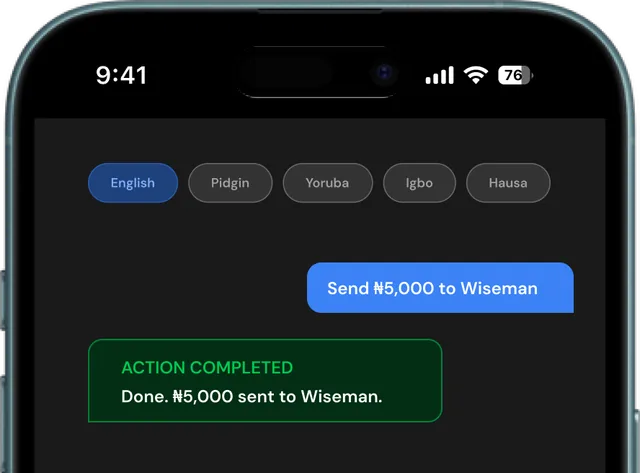 9:41
76
English
Pidgin
Yoruba
Igbo
Hausa
Send ₦5,000 to Wiseman
ACTION COMPLETED
Done. ₦5,000 sent to Wiseman.